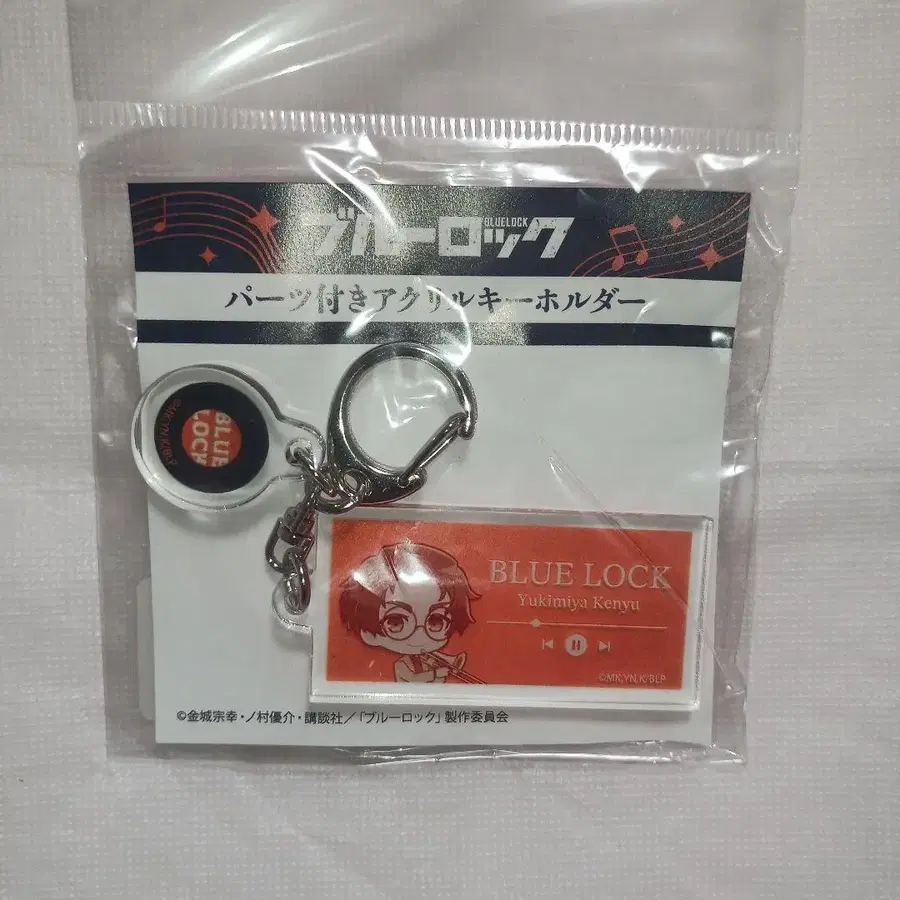 ブルーロック
BLUELOCK
パーツ付きアクリルキーホルダー
BLUE
LOCK
BLUE LOCK
Yukimiya Kenyu
©MK,YN,K/BLP
©金城宗幸・ノ村優介・講談社／「ブルーロック」製作委員会